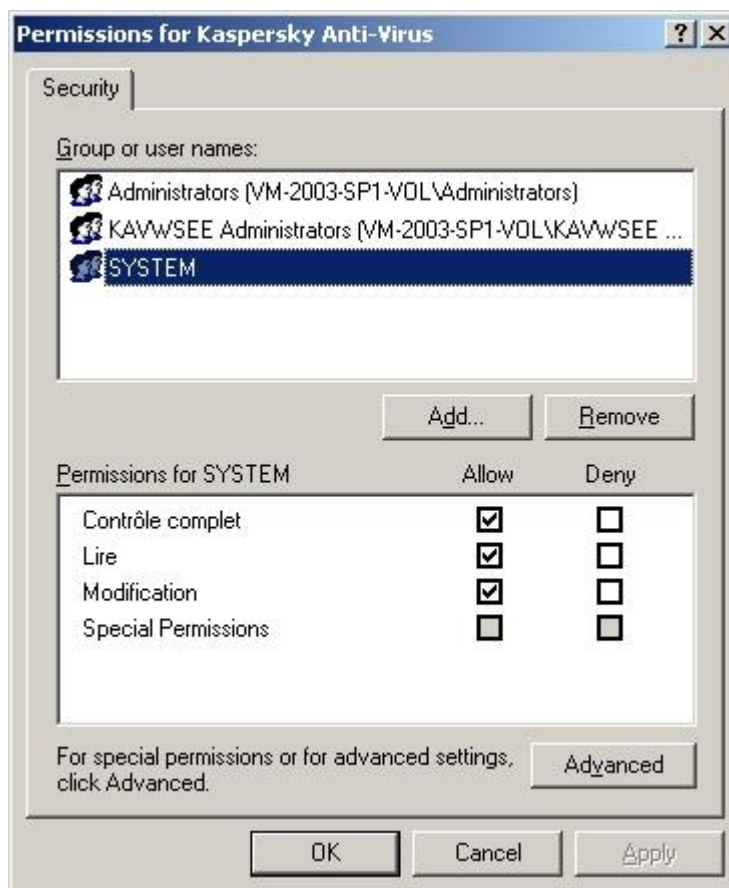 Permissions for Kaspersky Anti-Virus
Security
Group or user names:
Administrators (VM-2003-SP1-VOL\Administrators)
KAVWSEE Administrators (VM-2003-SP1-VOL\KAVWSEE ...
SYSTEM
Add... Remove
Permissions for SYSTEM Allow Deny
Contrôle complet
Lire
Modification
Special Permissions
For special permissions or for advanced settings,
click Advanced.
Advanced
OK Cancel Apply